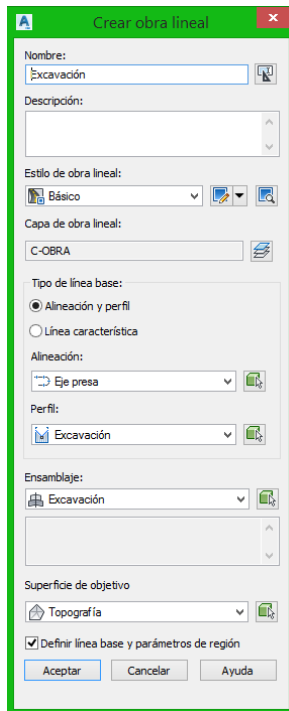 Crear obra lineal
Nombre:
Excavación
Descripción:
Estilo de obra lineal:
Básico
Capa de obra lineal:
C-OBRA
Tipo de línea base:
Alineación y perfil
Línea característica
Alineación:
Eje presa
Perfil:
Excavación
Ensamblaje:
Excavación
Superficie de objetivo
Topografía
Definir línea base y parámetros de región
Aceptar Cancelar Ayuda